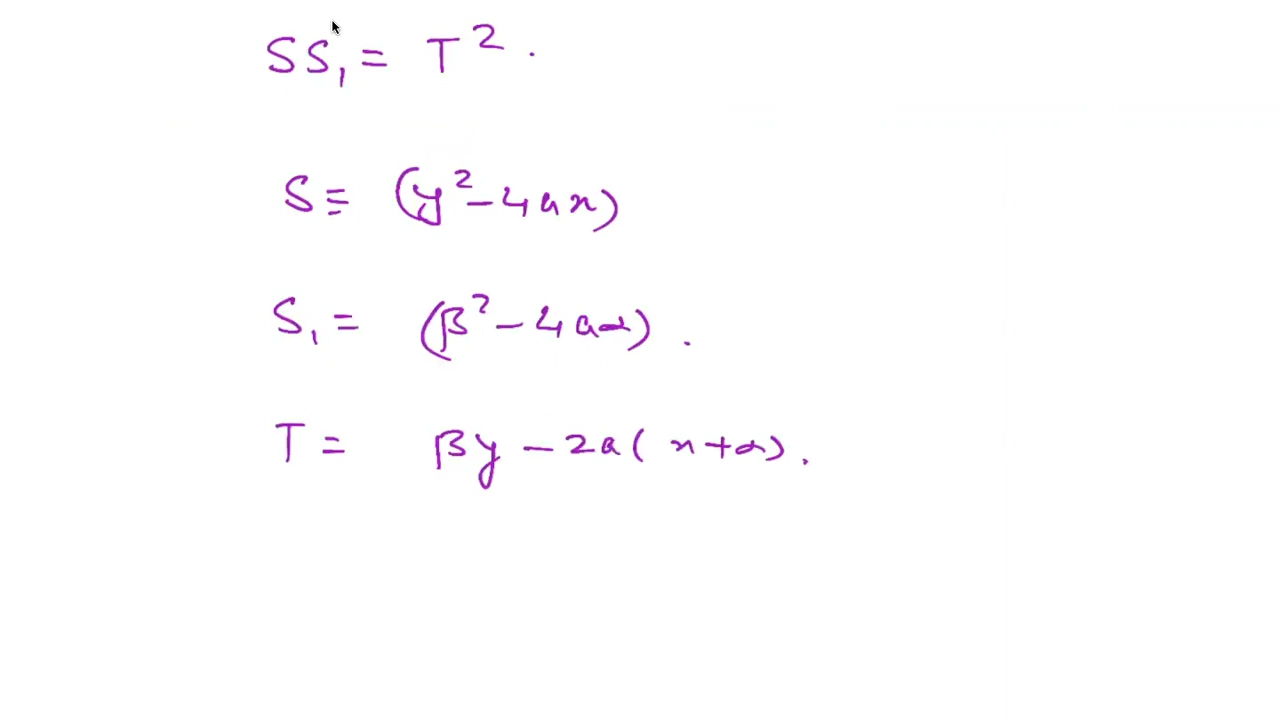 SS₁ = T² .
S ≡ (y² - 4ax)
S₁ = (β² - 4aα) .
T = βy - 2a(x+α) .